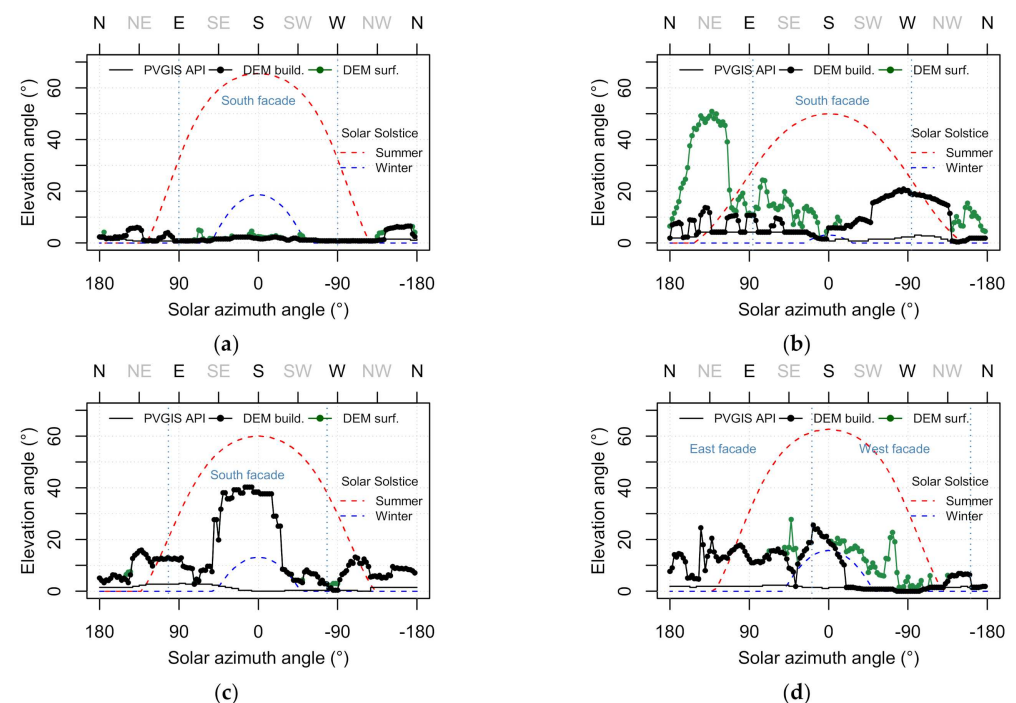 N NE E SE S SW W NW N
PVGIS API DEM build. DEM surf.
South facade
Solar Solstice
Summer
Winter
Elevation angle (°)
60
40
20
0
180 90 0 -90 -180
Solar azimuth angle (°)
(a)
N NE E SE S SW W NW N
PVGIS API DEM build. DEM surf.
South facade
Solar Solstice
Summer
Winter
Elevation angle (°)
60
40
20
0
180 90 0 -90 -180
Solar azimuth angle (°)
(b)
N NE E SE S SW W NW N
PVGIS API DEM build. DEM surf.
South facade
Solar Solstice
Summer
Winter
Elevation angle (°)
60
40
20
0
180 90 0 -90 -180
Solar azimuth angle (°)
(c)
N NE E SE S SW W NW N
PVGIS API DEM build. DEM surf.
East facade West facade
Solar Solstice
Summer
Winter
Elevation angle (°)
60
40
20
0
180 90 0 -90 -180
Solar azimuth angle (°)
(d)